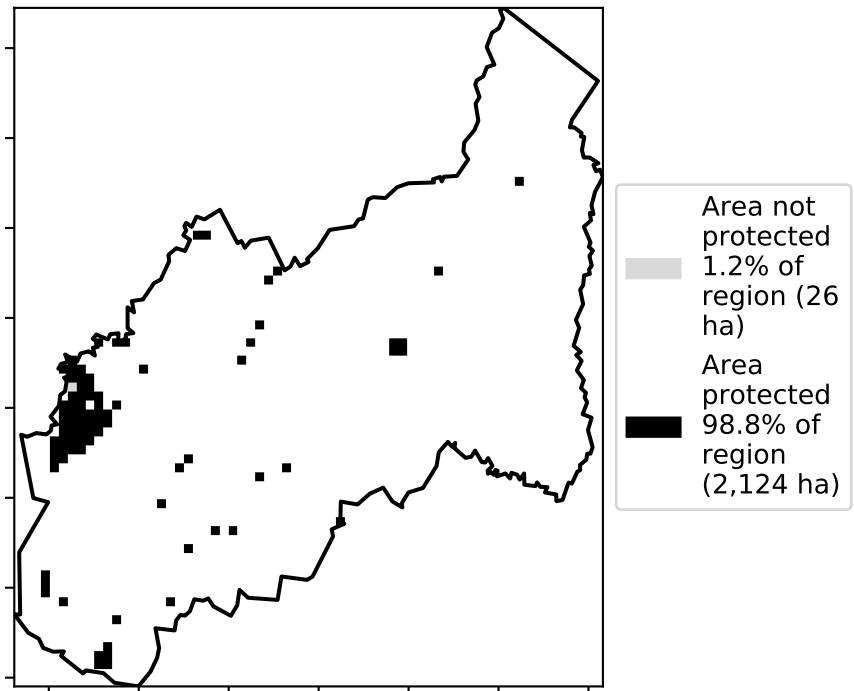 Area not
protected
1.2% of
region (26
ha)
Area
protected
98.8% of
region
(2,124 ha)